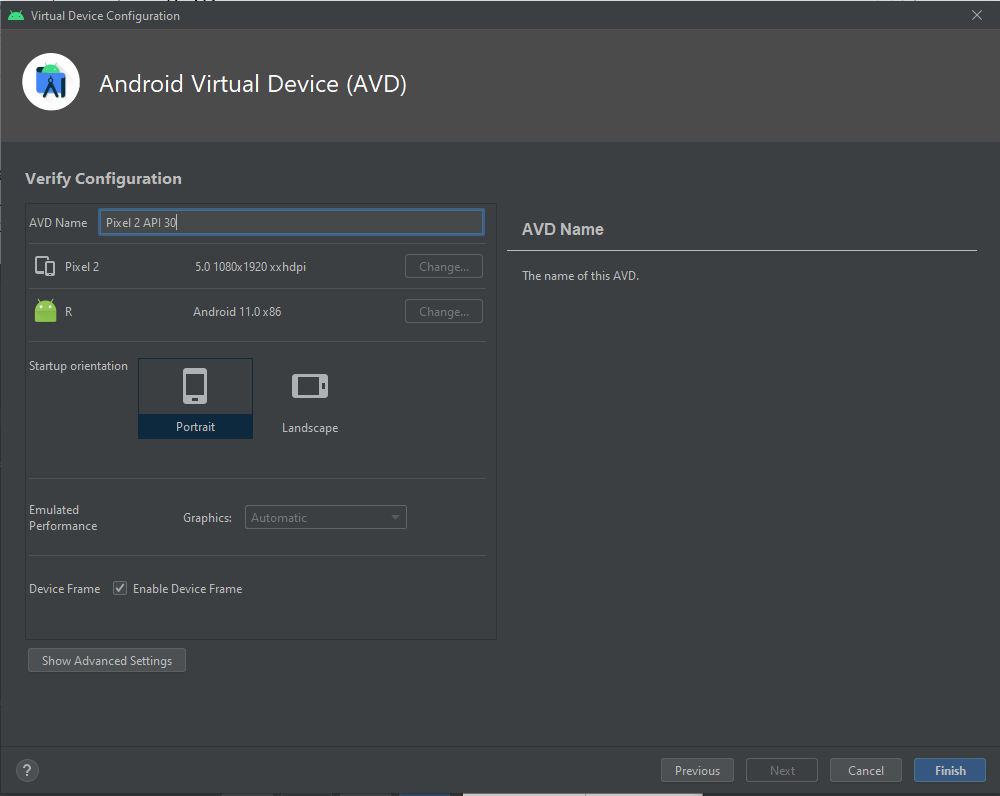 Virtual Device Configuration
Android Virtual Device (AVD)
Verify Configuration
AVD Name Pixel 2 API 30
Pixel 2 5.0 1080x1920 xxhdpi Change...
R Android 11.0 x86 Change...
Startup orientation
Portrait
Landscape
Emulated
Performance
Graphics: Automatic
Device Frame Enable Device Frame
Show Advanced Settings
AVD Name
The name of this AVD.
? Previous Next Cancel Finish